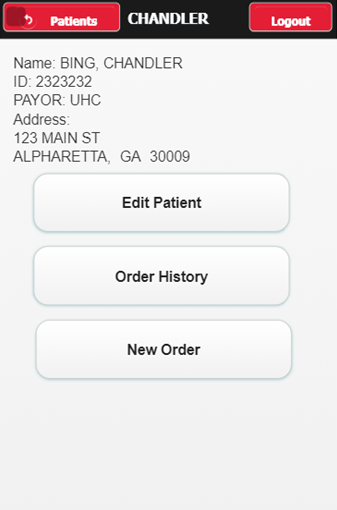 Patients CHANDLER Logout
Name: BING, CHANDLER
ID: 2323232
PAYOR: UHC
Address:
123 MAIN ST
ALPHARETTA,  GA  30009
Edit Patient
Order History
New Order